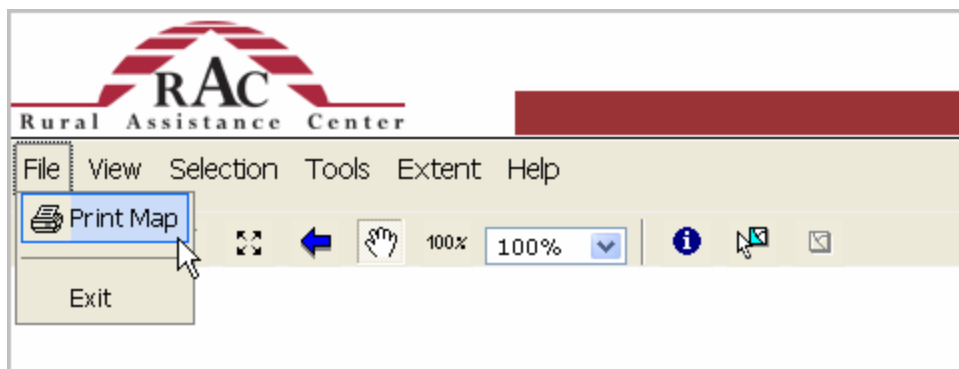 RAC
Rural Assistance Center
File View Selection Tools Extent Help
Print Map
100% 100%
Exit